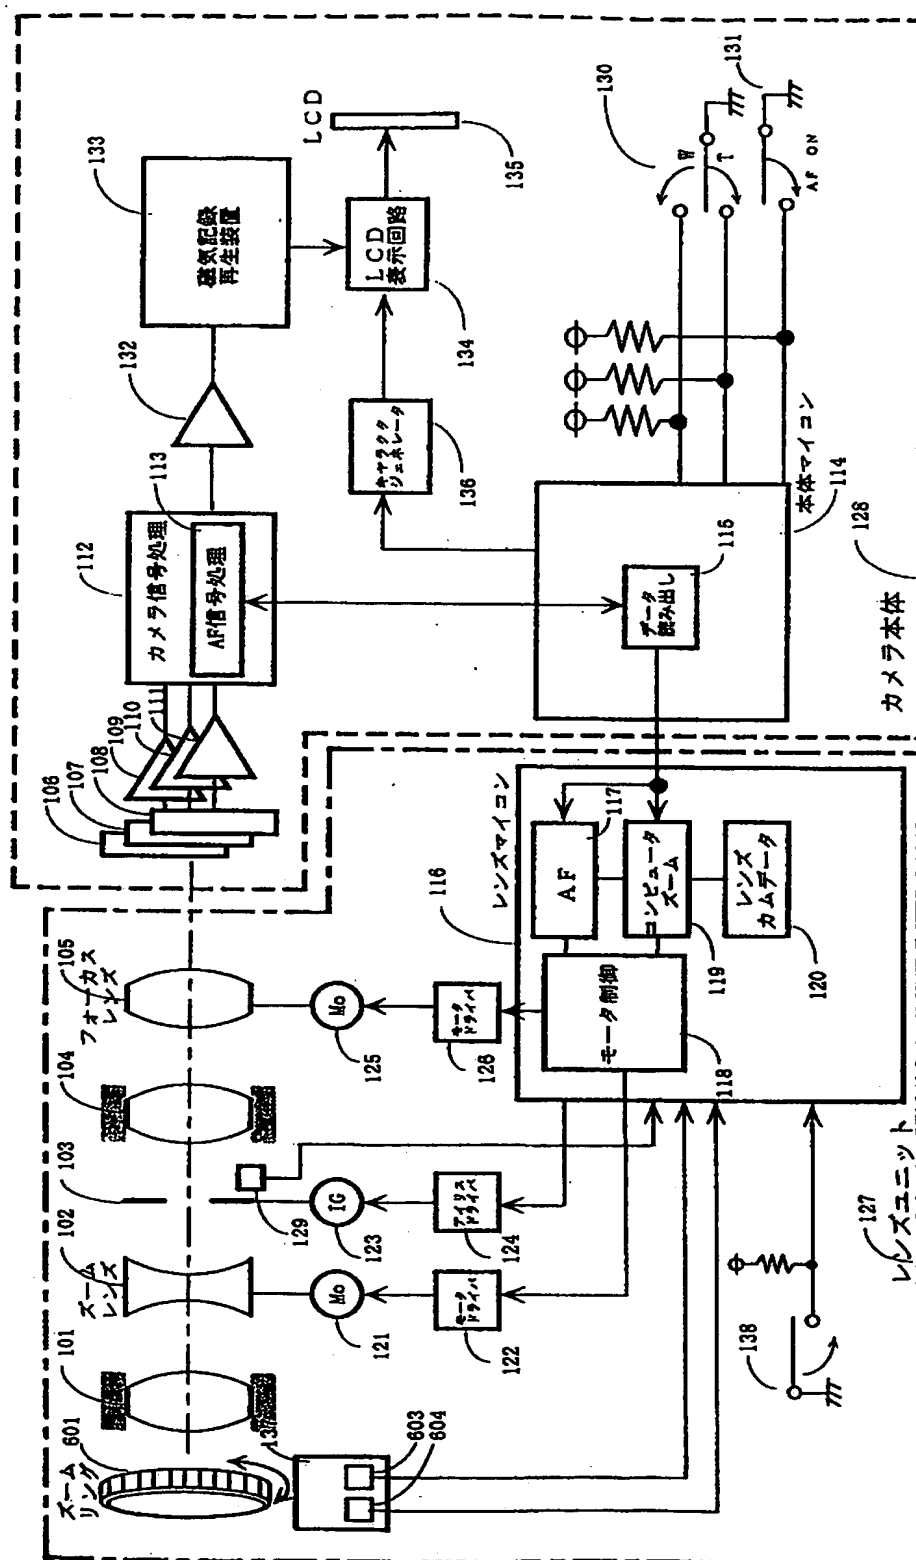 ズーム
リング
601
101
ズーム
レンズ
102
103
104
フォーカス
レンズ
105
106
107
108
109
110
111
カメラ信号処理
112
AF信号処理
113
132
磁気記録
再生装置
133
LCD
135
LCD
表示回路
134
キャラクタ
ジェネレータ
136
130
W
T
131
AF ON
本体マイコン
114
データ
読み出し
115
カメラ本体
128
レンズマイコン
116
AF
117
コンピュータ
ズーム
119
レンズ
カムデータ
120
モータ制御
118
Mo
125
モータ
ドライバ
126
129
IG
123
アイリス
ドライバ
124
Mo
121
モータ
ドライバ
122
137
603
604
138
レンズユニット
127